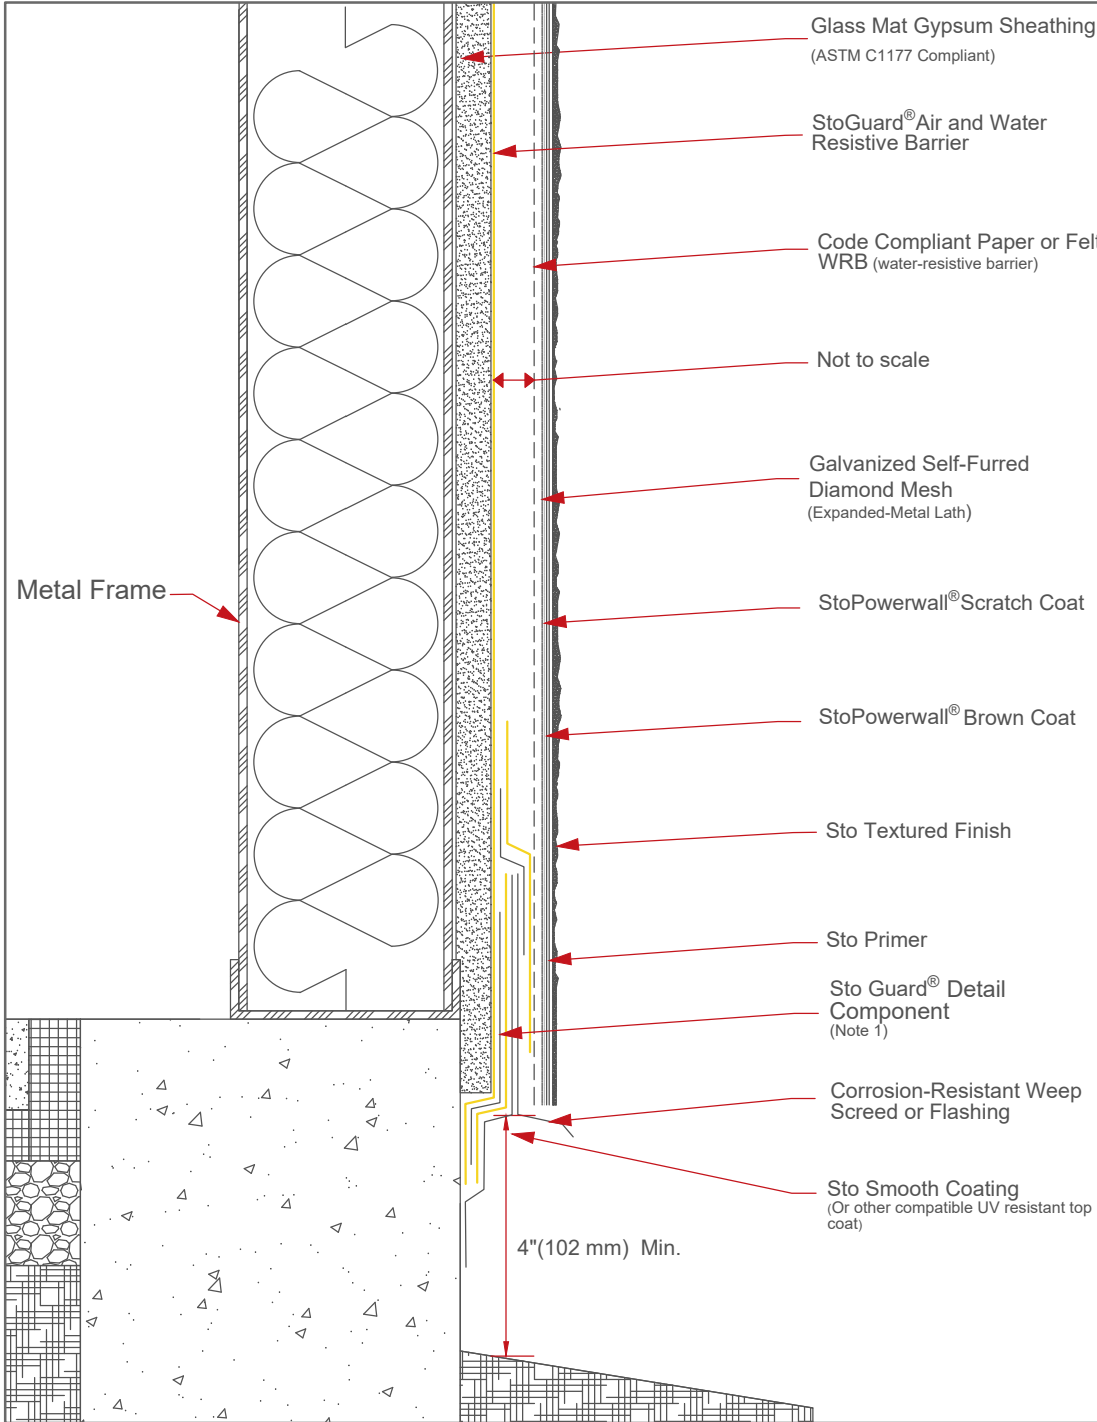 Glass Mat Gypsum Sheathing
(ASTM C1177 Compliant)
StoGuard® Air and Water
Resistive Barrier
Code Compliant Paper or Felt
WRB (water-resistive barrier)
Not to scale
Galvanized Self-Furred
Diamond Mesh
(Expanded-Metal Lath)
Metal Frame
StoPowerwall® Scratch Coat
StoPowerwall® Brown Coat
Sto Textured Finish
Sto Primer
Sto Guard® Detail
Component
(Note 1)
Corrosion-Resistant Weep
Screed or Flashing
Sto Smooth Coating
(Or other compatible UV resistant top
coat)
4"(102 mm) Min.